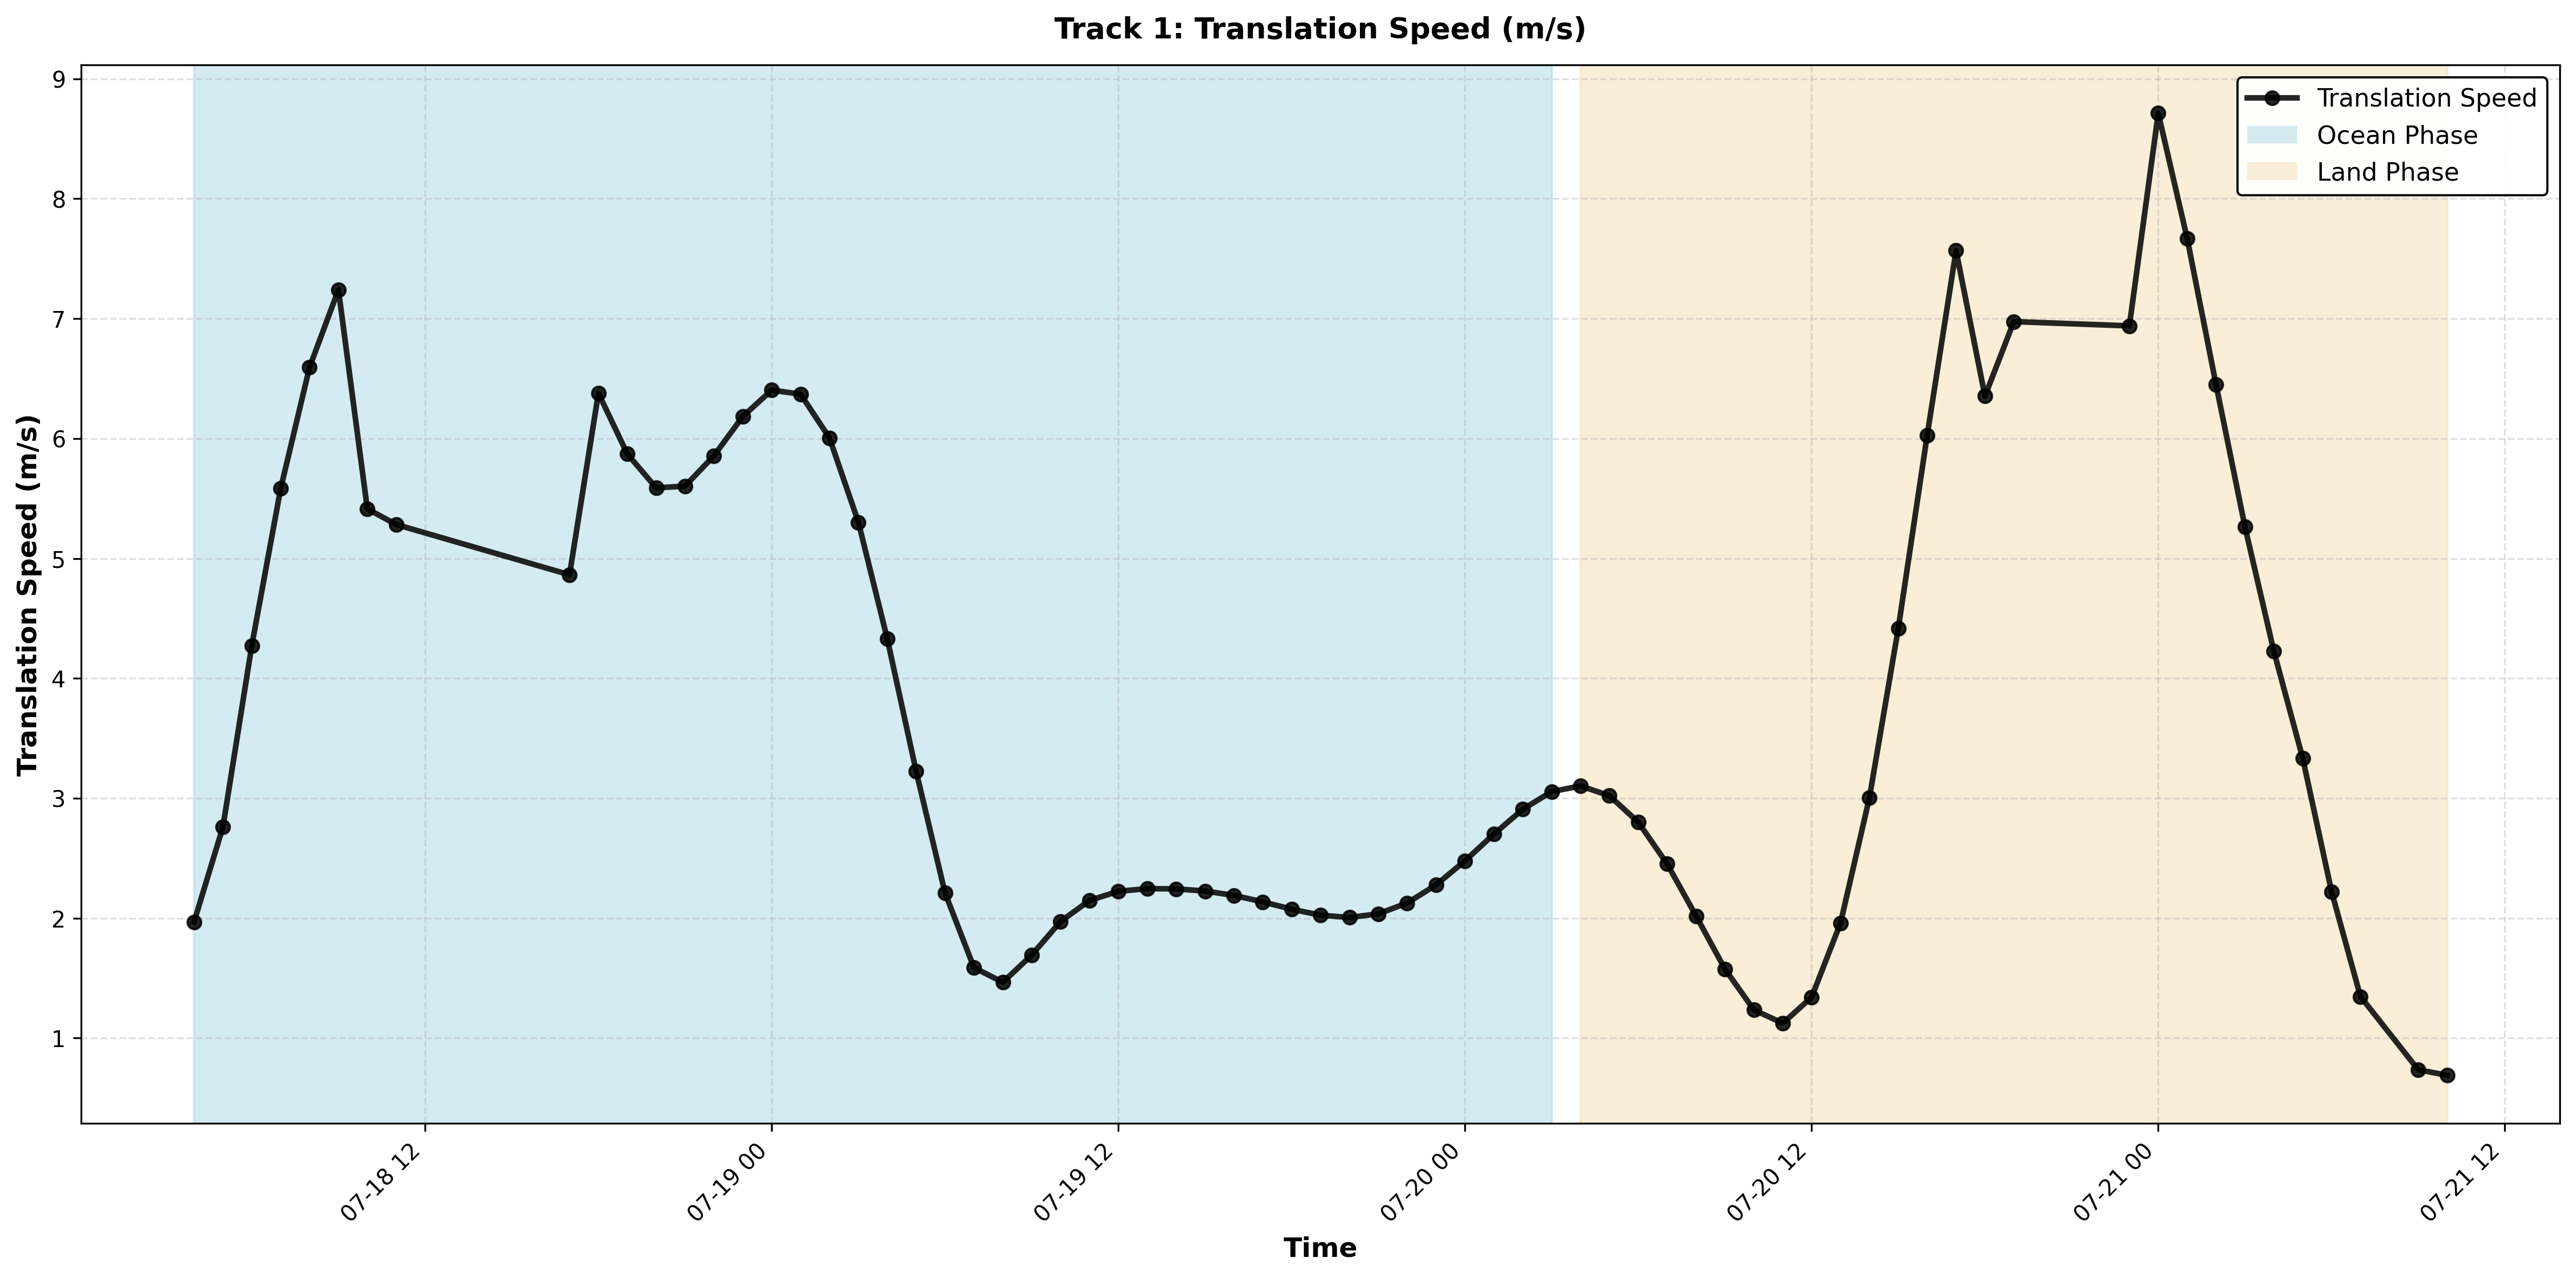 Track 1: Translation Speed (m/s)
Translation Speed (m/s)
9
8
7
6
5
4
3
2
1
Translation Speed
Ocean Phase
Land Phase
07-18 12
07-19 00
07-19 12
07-20 00
07-20 12
07-21 00
07-21 12
Time